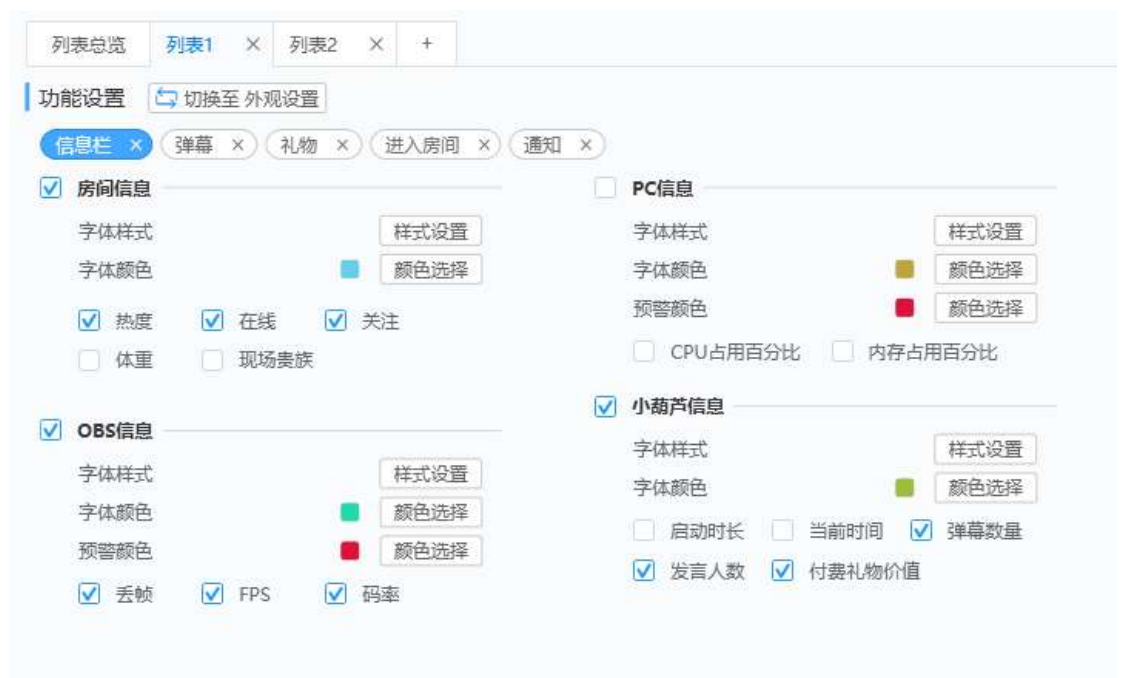 列表总览 列表1 × 列表2 × +
功能设置 切换至 外观设置
信息栏 × 弹幕 × 礼物 × 进入房间 × 通知 ×
房间信息
字体样式 样式设置
字体颜色 颜色选择
热度 在线 关注
体重 现场贵族
OBS信息
字体样式 样式设置
字体颜色 颜色选择
预警颜色 颜色选择
丢帧 FPS 码率
PC信息
字体样式 样式设置
字体颜色 颜色选择
预警颜色 颜色选择
CPU占用百分比 内存占用百分比
小葫芦信息
字体样式 样式设置
字体颜色 颜色选择
启动时长 当前时间 弹幕数量
发言人数 付费礼物价值